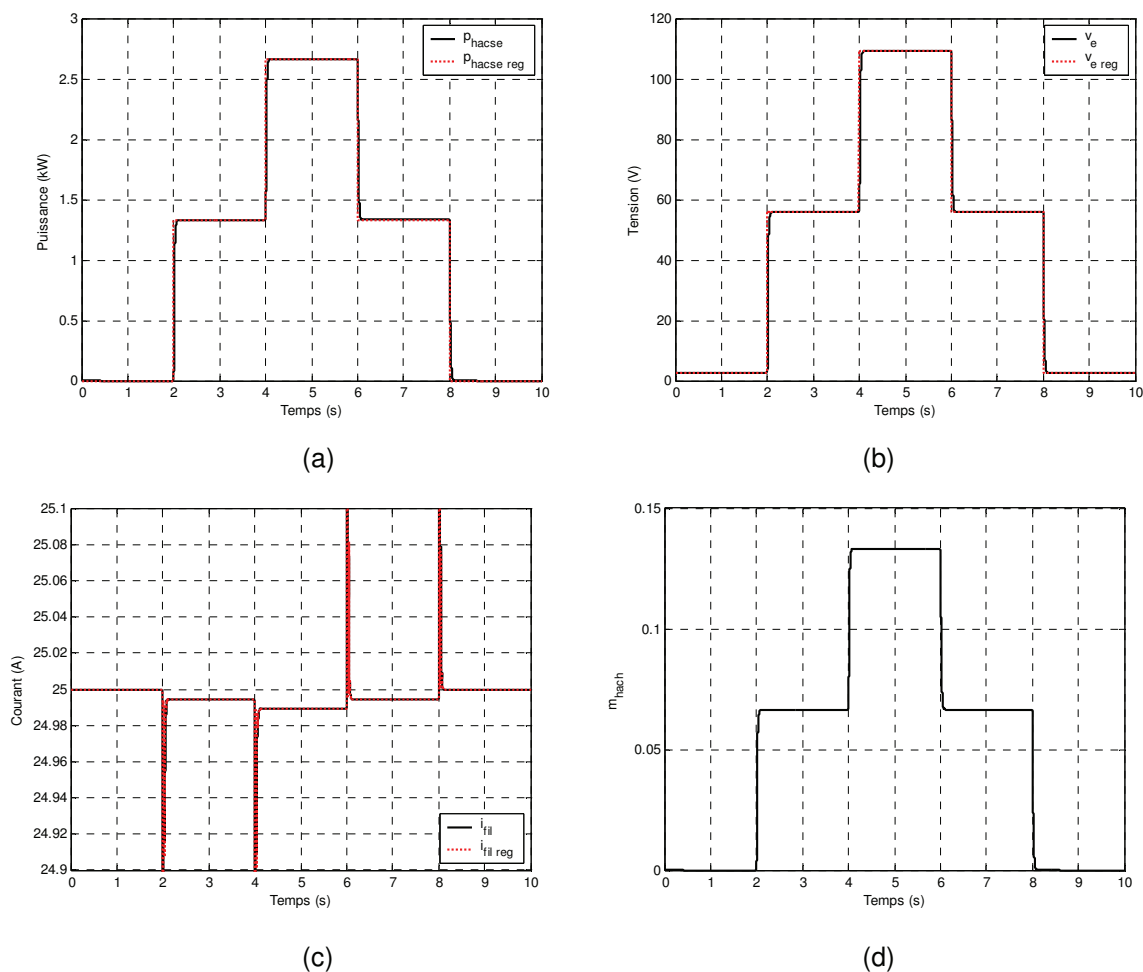 3
2.5
2
1.5
1
0.5
0
Puissance (kW)
p_hacse
p_hacse reg
0 1 2 3 4 5 6 7 8 9 10
Temps (s)
(a)
120
100
80
60
40
20
0
Tension (V)
v_e
v_e reg
0 1 2 3 4 5 6 7 8 9 10
Temps (s)
(b)
25.1
25.08
25.06
25.04
25.02
25
24.98
24.96
24.94
24.92
24.9
Courant (A)
i_fil
i_fil reg
0 1 2 3 4 5 6 7 8 9 10
Temps (s)
(c)
0.15
0.1
0.05
0
m_hach
0 1 2 3 4 5 6 7 8 9 10
Temps (s)
(d)